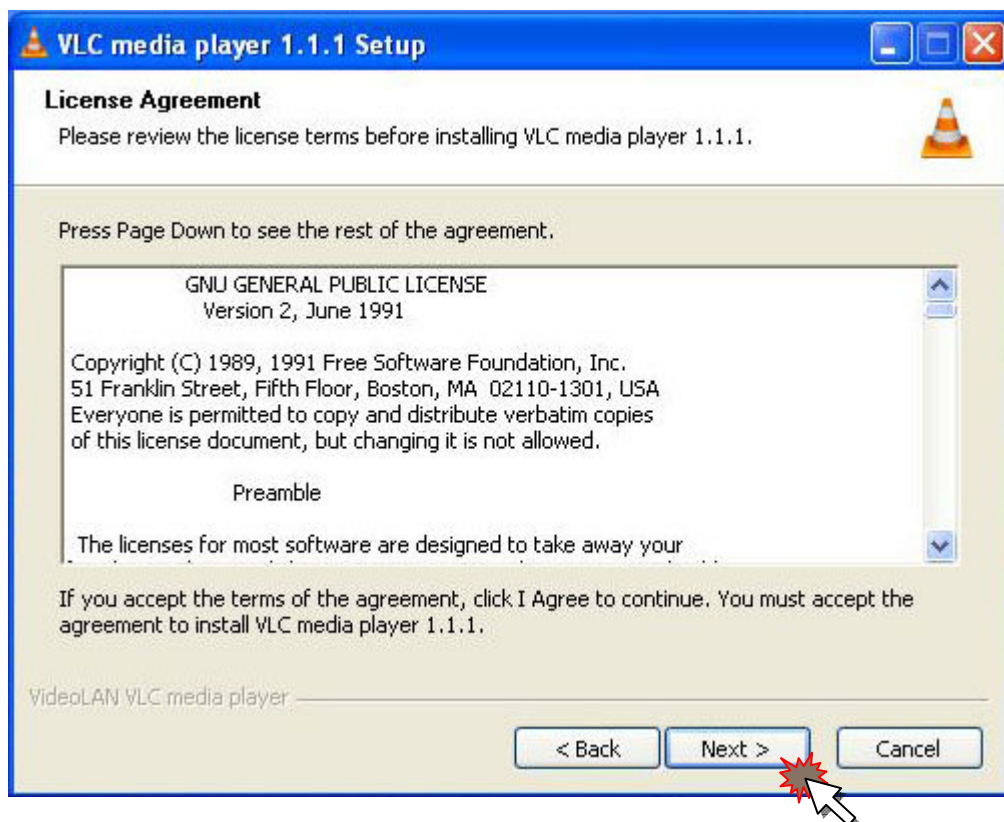 VLC media player 1.1.1 Setup
License Agreement
Please review the license terms before installing VLC media player 1.1.1.
Press Page Down to see the rest of the agreement.
GNU GENERAL PUBLIC LICENSE
Version 2, June 1991
Copyright (C) 1989, 1991 Free Software Foundation, Inc.
51 Franklin Street, Fifth Floor, Boston, MA  02110-1301, USA
Everyone is permitted to copy and distribute verbatim copies
of this license document, but changing it is not allowed.
Preamble
The licenses for most software are designed to take away your
If you accept the terms of the agreement, click I Agree to continue. You must accept the
agreement to install VLC media player 1.1.1.
VideoLAN VLC media player
< Back
Next >
Cancel